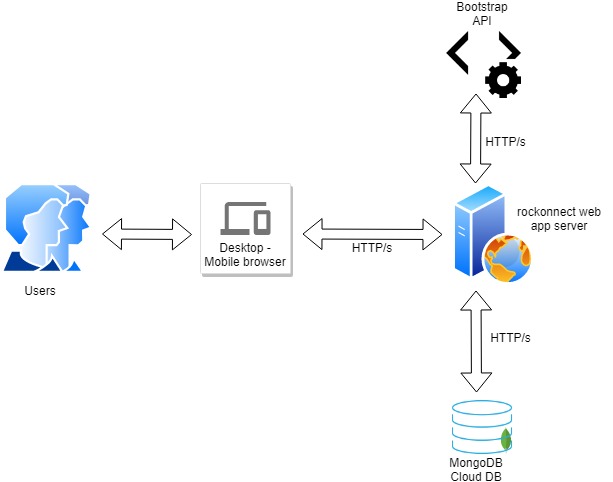 Bootstrap
API
HTTP/s
rockonnect web
app server
Desktop -
Mobile browser
HTTP/s
Users
HTTP/s
MongoDB
Cloud DB